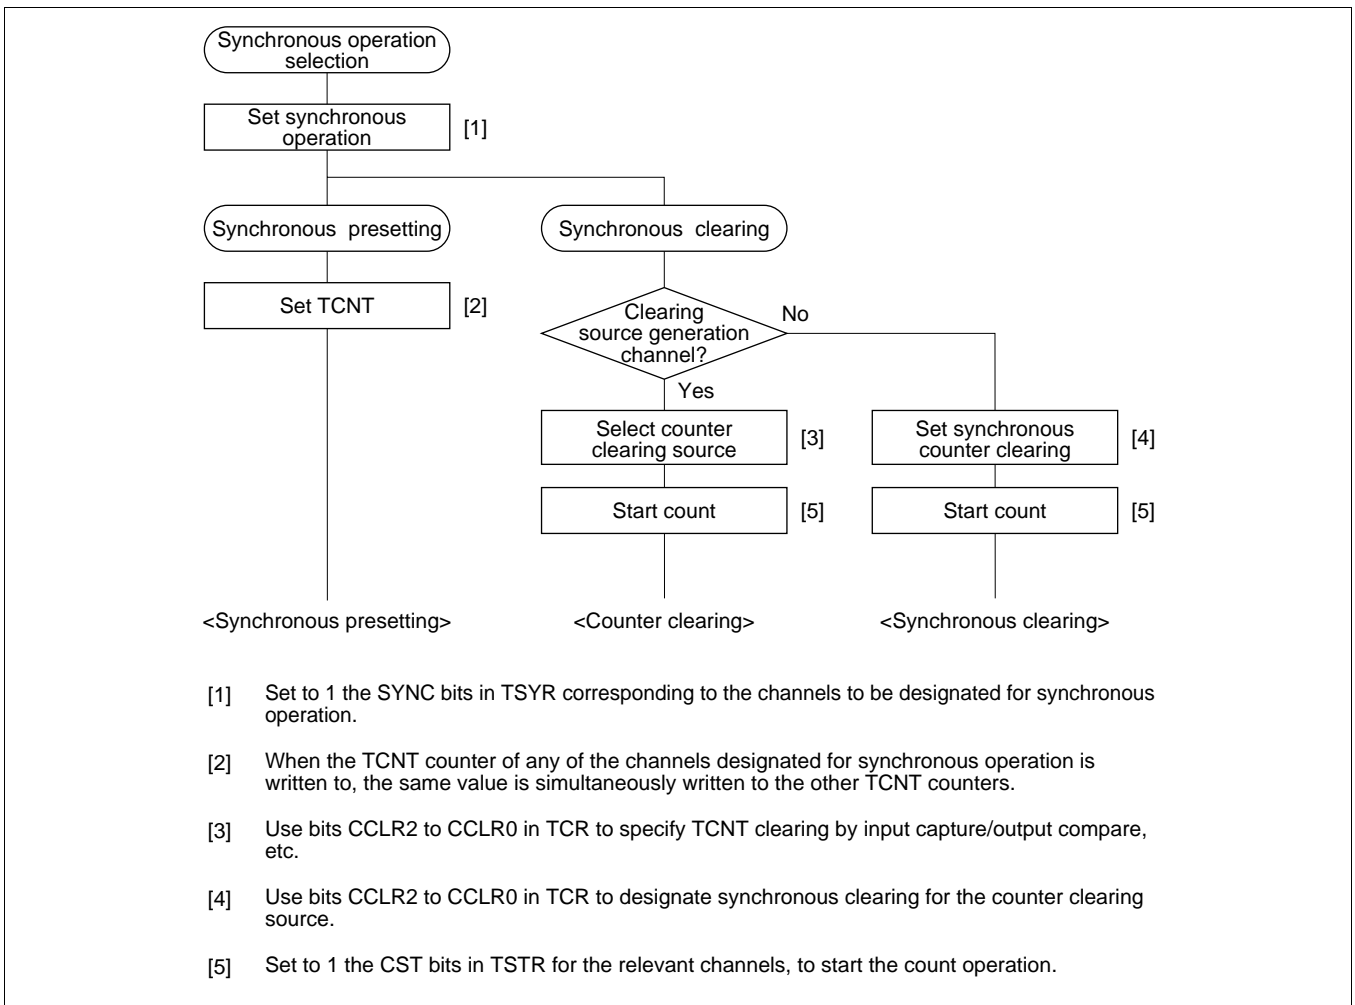 Synchronous operation
selection
Set synchronous
operation
[1]
Synchronous presetting
Synchronous clearing
Set TCNT
[2]
Clearing
source generation
channel?
No
Yes
Select counter
clearing source
[3]
Set synchronous
counter clearing
[4]
Start count
[5]
Start count
[5]
<Synchronous presetting>
<Counter clearing>
<Synchronous clearing>
[1] Set to 1 the SYNC bits in TSYR corresponding to the channels to be designated for synchronous
operation.
[2] When the TCNT counter of any of the channels designated for synchronous operation is
written to, the same value is simultaneously written to the other TCNT counters.
[3] Use bits CCLR2 to CCLR0 in TCR to specify TCNT clearing by input capture/output compare,
etc.
[4] Use bits CCLR2 to CCLR0 in TCR to designate synchronous clearing for the counter clearing
source.
[5] Set to 1 the CST bits in TSTR for the relevant channels, to start the count operation.